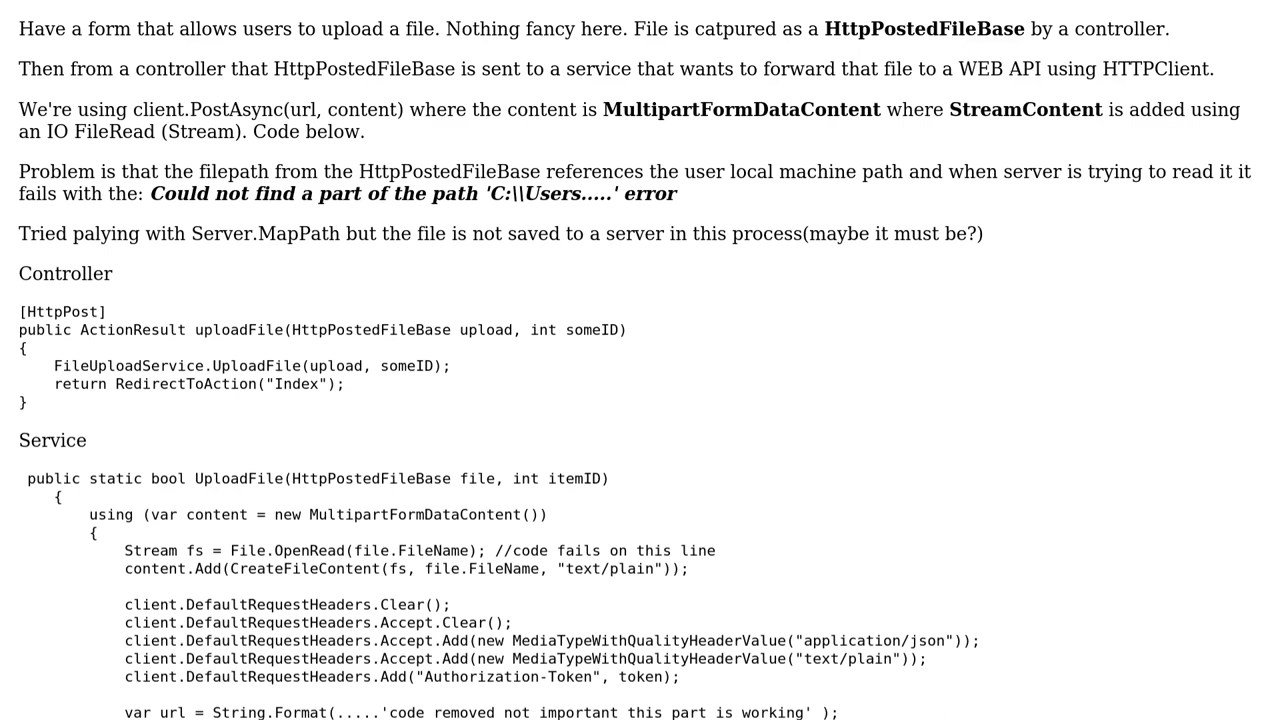 Have a form that allows users to upload a file. Nothing fancy here. File is catpured as a HttpPostedFileBase by a controller.
Then from a controller that HttpPostedFileBase is sent to a service that wants to forward that file to a WEB API using HTTPClient.
We're using client.PostAsync(url, content) where the content is MultipartFormDataContent where StreamContent is added using
an IO FileRead (Stream). Code below.
Problem is that the filepath from the HttpPostedFileBase references the user local machine path and when server is trying to read it it
fails with the: Could not find a part of the path 'C:\\Users.....' error
Tried palying with Server.MapPath but the file is not saved to a server in this process(maybe it must be?)
Controller
[HttpPost]
public ActionResult uploadFile(HttpPostedFileBase upload, int someID)
{
    FileUploadService.UploadFile(upload, someID);
    return RedirectToAction("Index");
}
Service
 public static bool UploadFile(HttpPostedFileBase file, int itemID)
    {
        using (var content = new MultipartFormDataContent())
        {
            Stream fs = File.OpenRead(file.FileName); //code fails on this line
            content.Add(CreateFileContent(fs, file.FileName, "text/plain"));
            client.DefaultRequestHeaders.Clear();
            client.DefaultRequestHeaders.Accept.Clear();
            client.DefaultRequestHeaders.Accept.Add(new MediaTypeWithQualityHeaderValue("application/json"));
            client.DefaultRequestHeaders.Accept.Add(new MediaTypeWithQualityHeaderValue("text/plain"));
            client.DefaultRequestHeaders.Add("Authorization-Token", token);
            var url = String.Format(.....'code removed not important this part is working' );